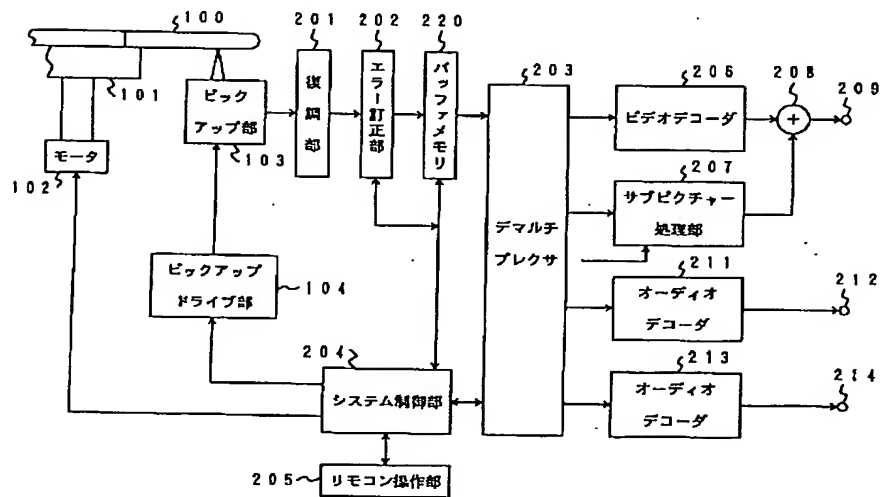 100
101
モータ
102
ピック
アップ部
103
ピックアップ
ドライブ部
104
201
復調部
202
エラー訂正部
220
バッファメモリ
203
デマルチ
プレクサ
204
システム制御部
205
リモコン操作部
206
ビデオデコーダ
207
サブピクチャー
処理部
208
+
209
211
オーディオ
デコーダ
212
213
オーディオ
デコーダ
214